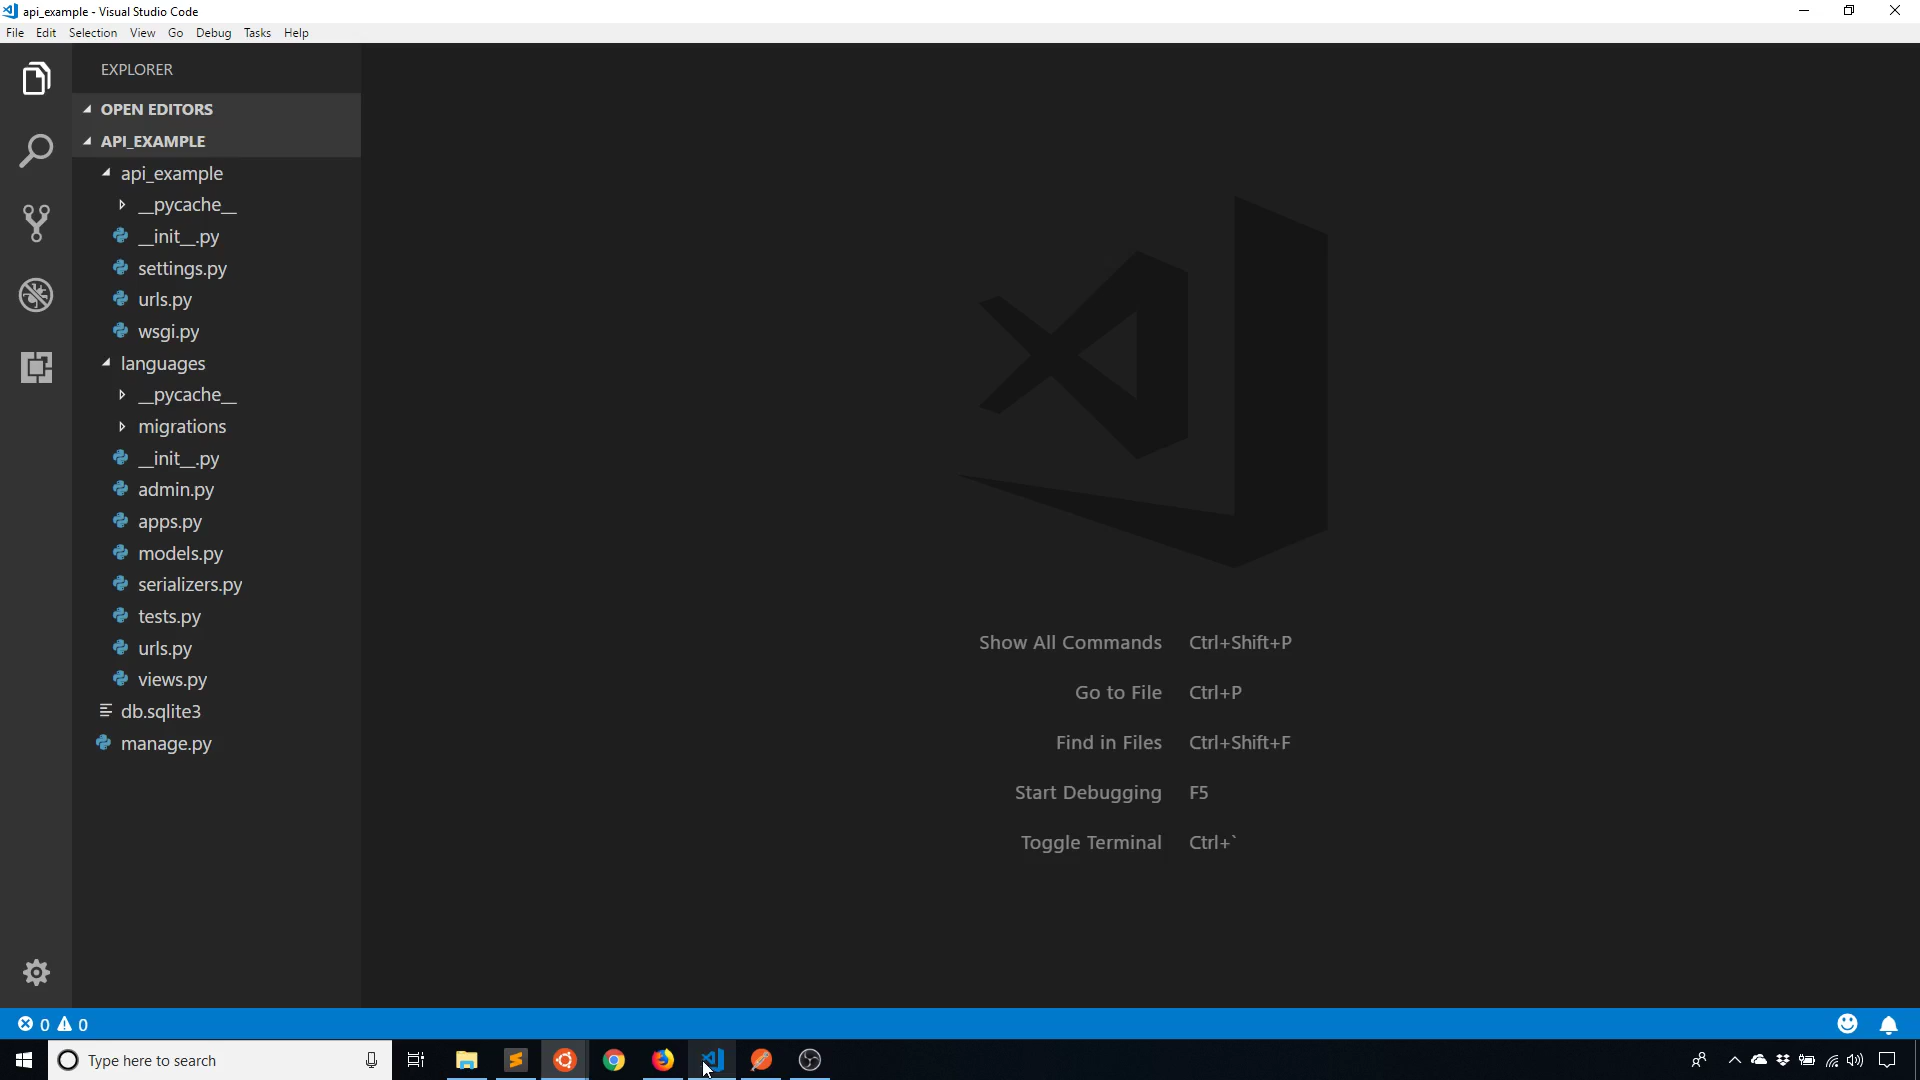 api_example - Visual Studio Code
File Edit Selection View Go Debug Tasks Help
EXPLORER
OPEN EDITORS
API_EXAMPLE
api_example
__pycache__
__init__.py
settings.py
urls.py
wsgi.py
languages
__pycache__
migrations
__init__.py
admin.py
apps.py
models.py
serializers.py
tests.py
urls.py
views.py
db.sqlite3
manage.py
Show All Commands Ctrl+Shift+P
Go to File Ctrl+P
Find in Files Ctrl+Shift+F
Start Debugging F5
Toggle Terminal Ctrl+`
0 0
Type here to search